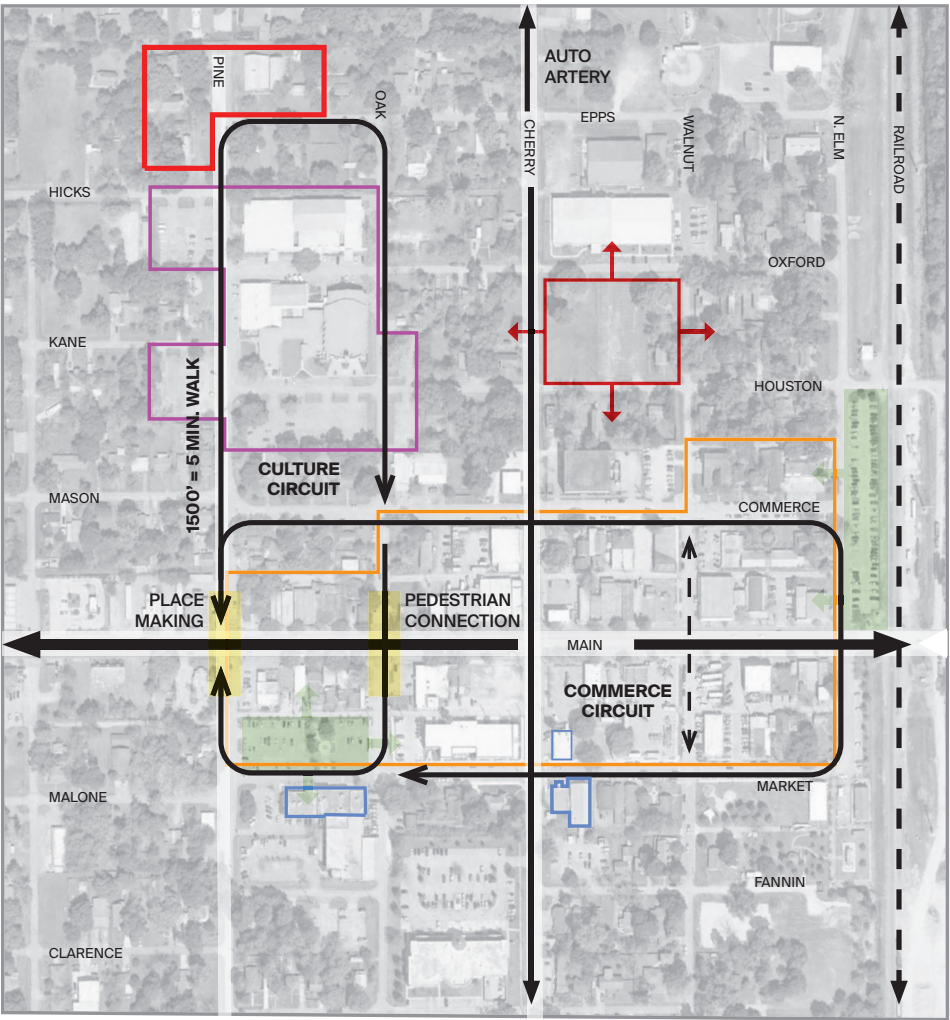 AUTO
ARTERY
PINE
OAK
CHERRY
EPPS
WALNUT
N. ELM
RAILROAD
HICKS
OXFORD
KANE
HOUSTON
1500' = 5 MIN. WALK
CULTURE
CIRCUIT
MASON
COMMERCE
PLACE
MAKING
PEDESTRIAN
CONNECTION
MAIN
COMMERCE
CIRCUIT
MARKET
MALONE
FANNIN
CLARENCE